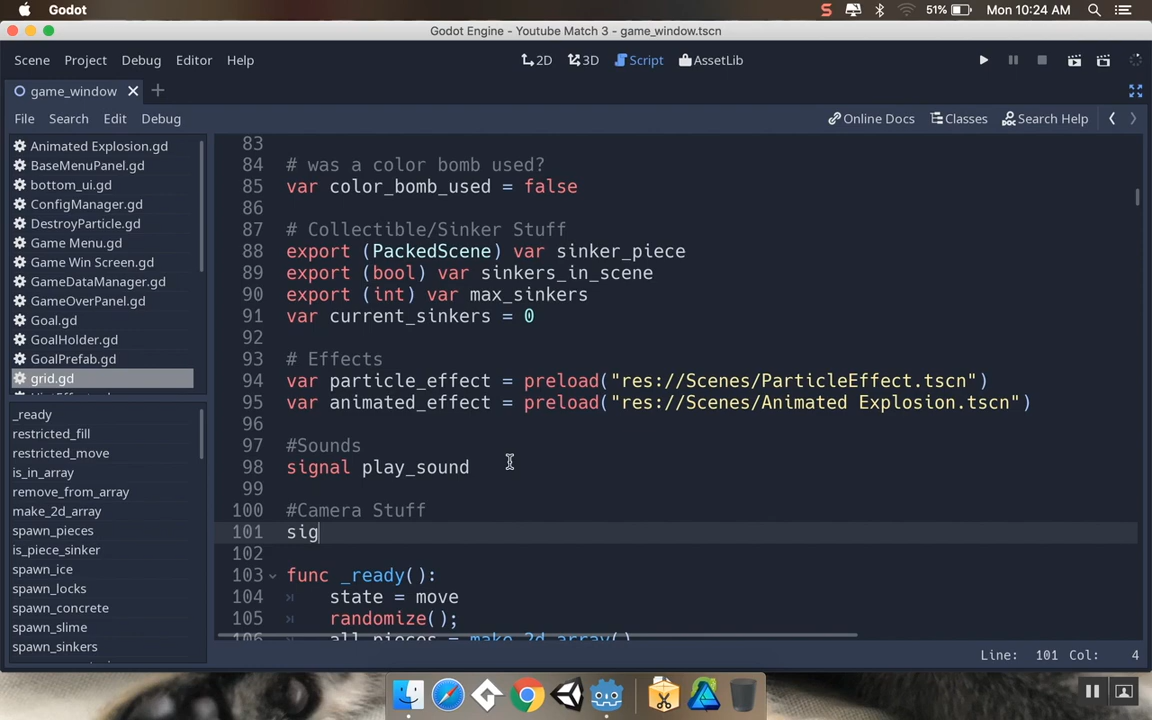 Godot
51%
Mon 10:24 AM
Godot Engine - Youtube Match 3 - game_window.tscn
Scene Project Debug Editor Help
2D 3D Script AssetLib
game_window
File Search Edit Debug
Online Docs Classes Search Help
Animated Explosion.gd
BaseMenuPanel.gd
bottom_ui.gd
ConfigManager.gd
DestroyParticle.gd
Game Menu.gd
Game Win Screen.gd
GameDataManager.gd
GameOverPanel.gd
Goal.gd
GoalHolder.gd
GoalPrefab.gd
grid.gd
_ready
restricted_fill
restricted_move
is_in_array
remove_from_array
make_2d_array
spawn_pieces
is_piece_sinker
spawn_ice
spawn_locks
spawn_concrete
spawn_slime
spawn_sinkers
83
84 # was a color bomb used?
85 var color_bomb_used = false
86
87 # Collectible/Sinker Stuff
88 export (PackedScene) var sinker_piece
89 export (bool) var sinkers_in_scene
90 export (int) var max_sinkers
91 var current_sinkers = 0
92
93 # Effects
94 var particle_effect = preload("res://Scenes/ParticleEffect.tscn")
95 var animated_effect = preload("res://Scenes/Animated Explosion.tscn")
96
97 #Sounds
98 signal play_sound
99
100 #Camera Stuff
101 sig
102
103 func _ready():
104 state = move
105 randomize();
106 all_pieces = make_2d_array()
Line: 101 Col: 4